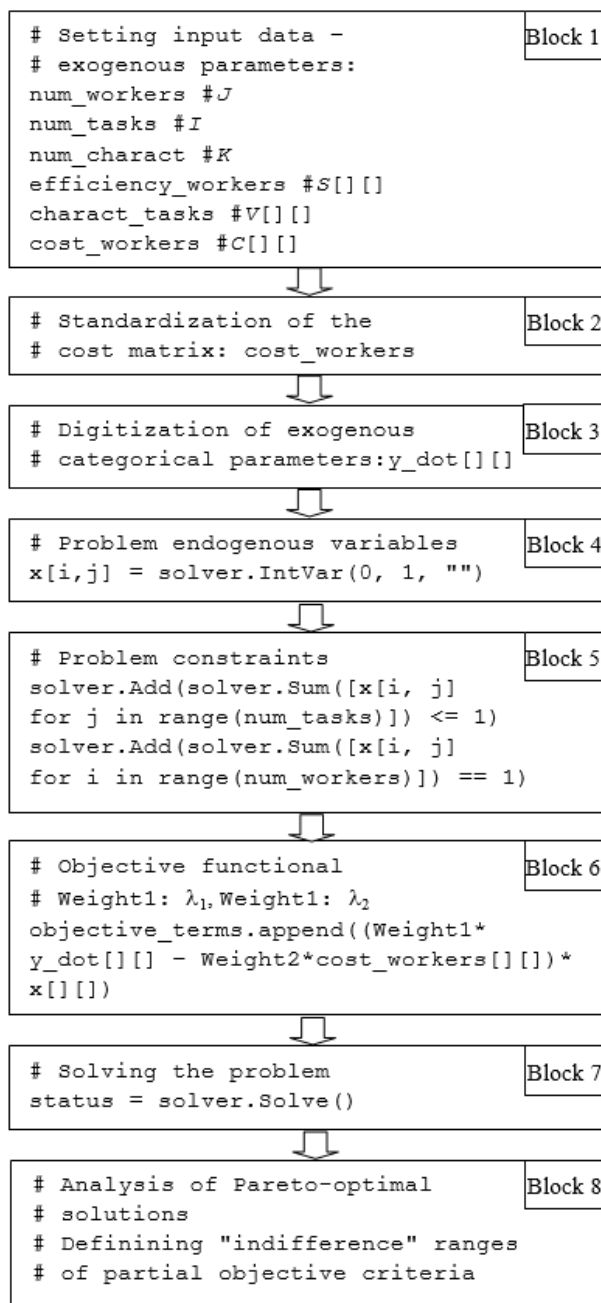 # Setting input data –
Block 1
# exogenous parameters:
num_workers #J
num_tasks #I
num_charact #K
efficiency_workers #S[][]
charact_tasks #V[][]
cost_workers #C[][]
# Standardization of the
Block 2
# cost matrix: cost_workers
# Digitization of exogenous
Block 3
# categorical parameters:y_dot[][]
# Problem endogenous variables
Block 4
x[i,j] = solver.IntVar(0, 1, "")
# Problem constraints
Block 5
solver.Add(solver.Sum([x[i, j]
for j in range(num_tasks)]) <= 1)
solver.Add(solver.Sum([x[i, j]
for i in range(num_workers)]) == 1)
# Objective functional
Block 6
# Weight1: λ₁, Weight1: λ₂
objective_terms.append((Weight1*
y_dot[][] – Weight2*cost_workers[][])*
x[][])
# Solving the problem
Block 7
status = solver.Solve()
# Analysis of Pareto-optimal
Block 8
# solutions
# Definining "indifference" ranges
# of partial objective criteria